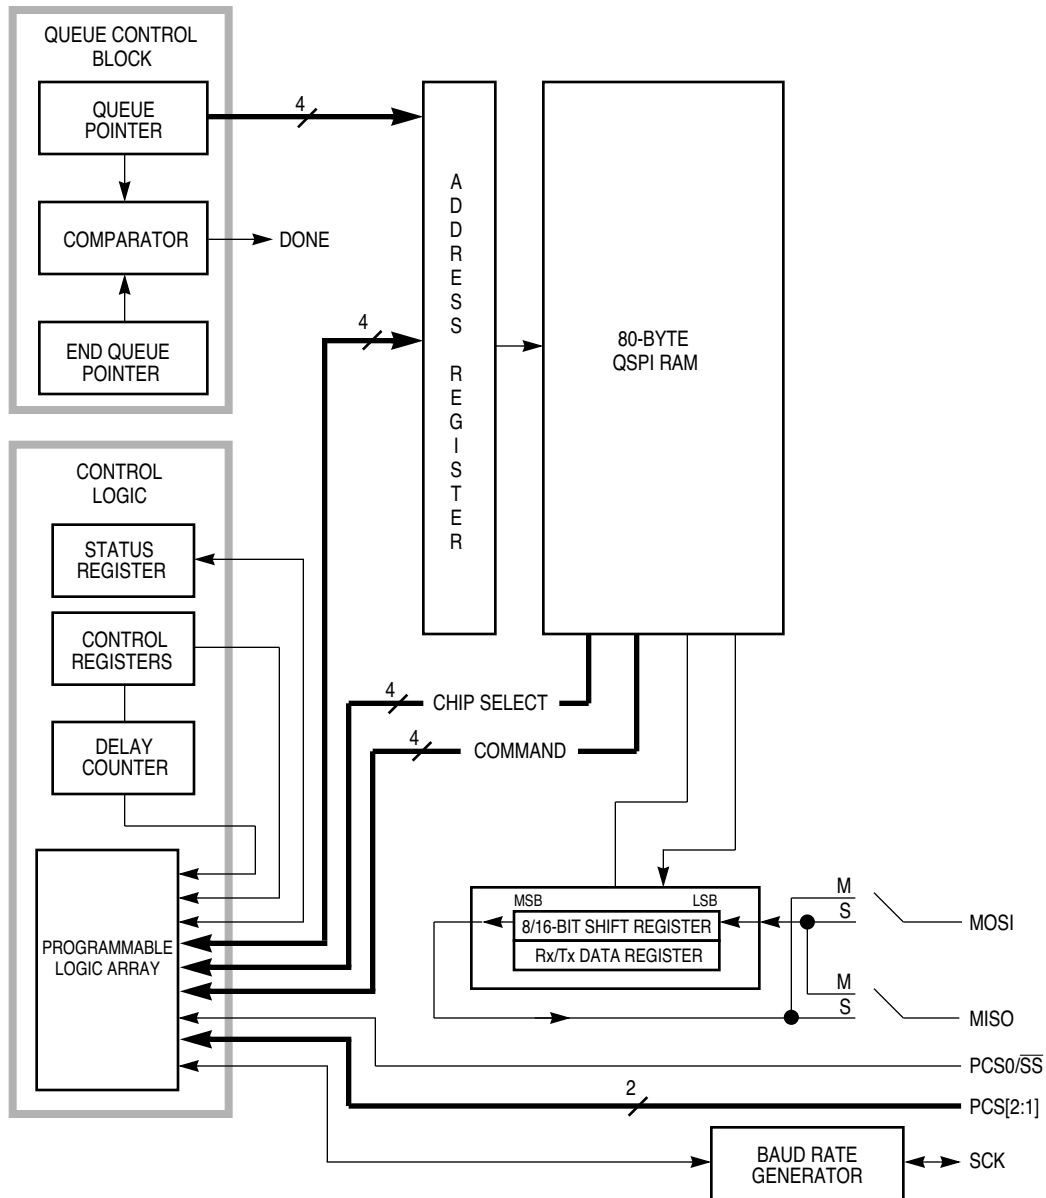 QUEUE CONTROL
BLOCK
QUEUE
POINTER
4
COMPARATOR
DONE
END QUEUE
POINTER
4
ADDRESS REGISTER
80-BYTE
QSPI RAM
CONTROL
LOGIC
STATUS
REGISTER
CONTROL
REGISTERS
DELAY
COUNTER
PROGRAMMABLE
LOGIC ARRAY
4
CHIP SELECT
4
COMMAND
MSB
LSB
8/16-BIT SHIFT REGISTER
Rx/Tx DATA REGISTER
M
S
MOSI
M
S
MISO
PCS0/S̅S̅
2
PCS[2:1]
BAUD RATE
GENERATOR
SCK